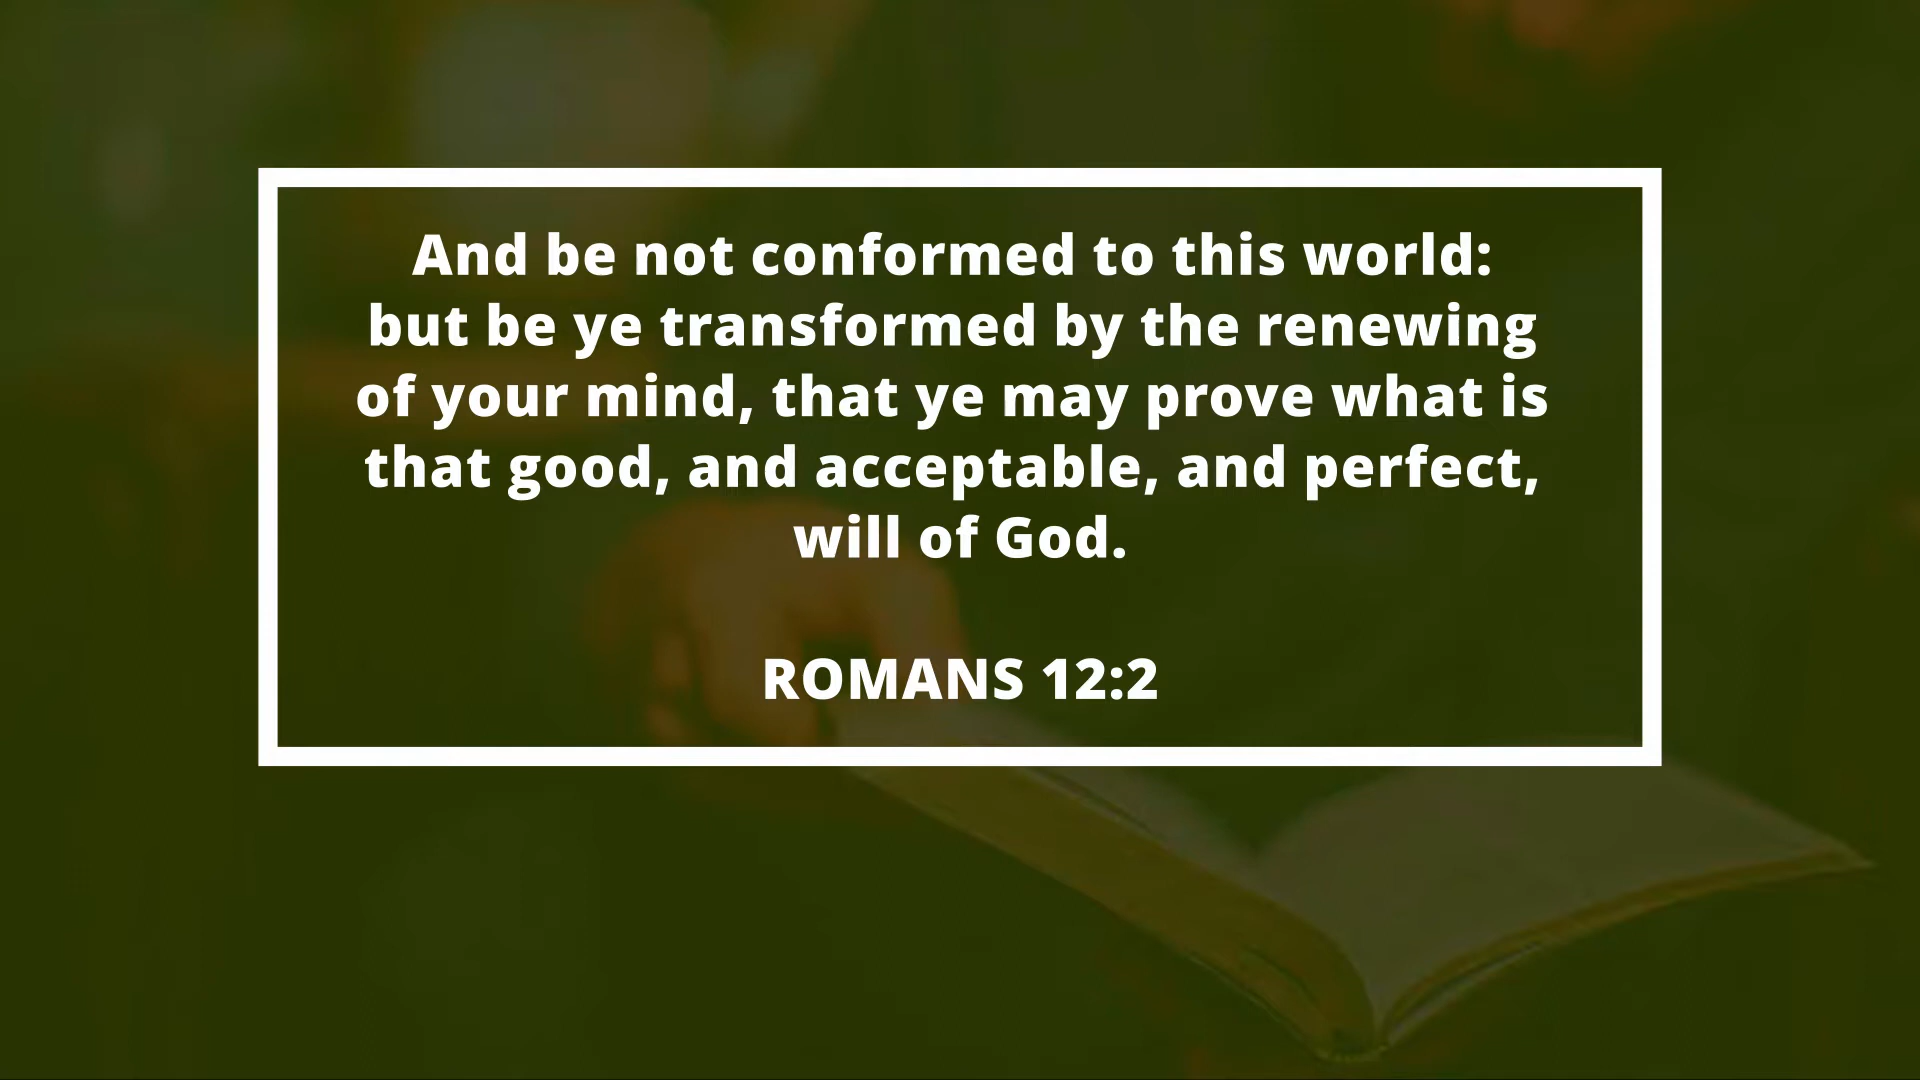 And be not conformed to this world:
but be ye transformed by the renewing
of your mind, that ye may prove what is
that good, and acceptable, and perfect,
will of God.
ROMANS 12:2